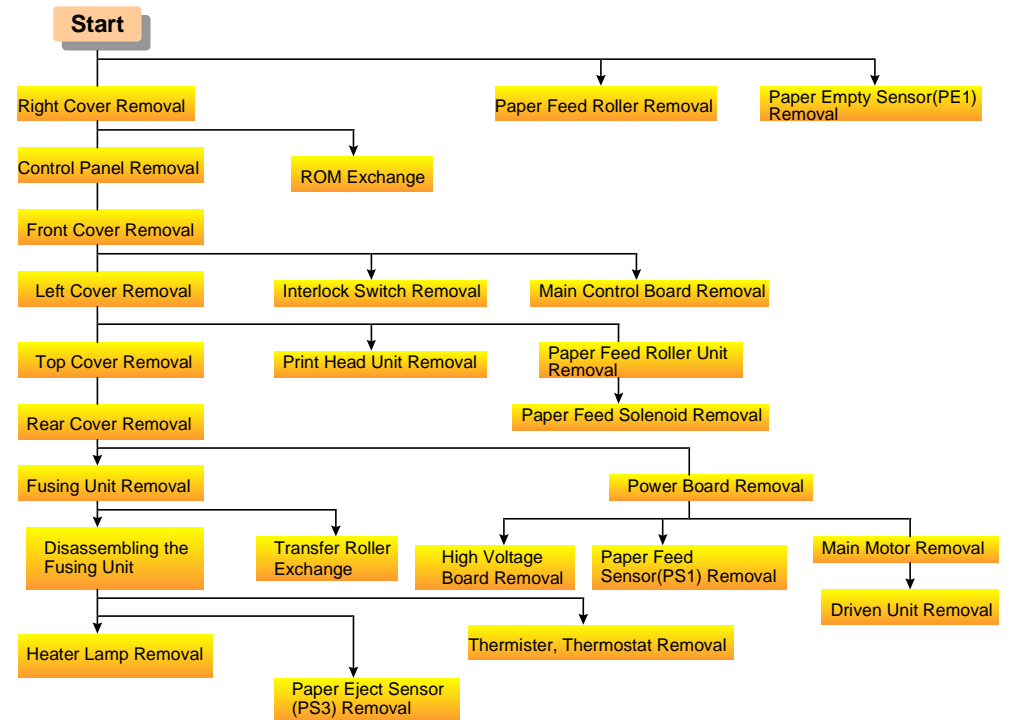 Start
Right Cover Removal
Paper Feed Roller Removal
Paper Empty Sensor(PE1)
Removal
Control Panel Removal
ROM Exchange
Front Cover Removal
Left Cover Removal
Interlock Switch Removal
Main Control Board Removal
Top Cover Removal
Print Head Unit Removal
Paper Feed Roller Unit
Removal
Rear Cover Removal
Paper Feed Solenoid Removal
Fusing Unit Removal
Power Board Removal
Disassembling the
Fusing Unit
Transfer Roller
Exchange
High Voltage
Board Removal
Paper Feed
Sensor(PS1) Removal
Main Motor Removal
Driven Unit Removal
Heater Lamp Removal
Thermister, Thermostat Removal
Paper Eject Sensor
(PS3) Removal